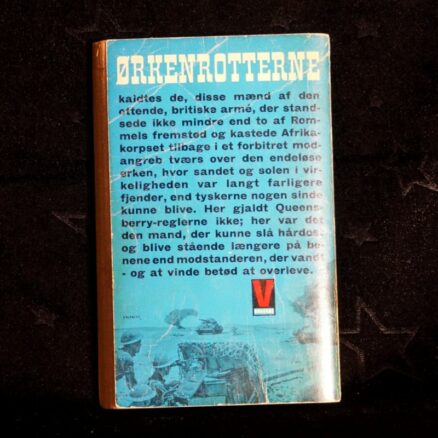 ØRKENROTTERNE
kaldtes de, disse mænd af den
ottende, britiske armé, der stand-
sede ikke mindre end to af Rom-
mels fremstød og kastede Afrika-
korpset tilbage i et forbitret mod-
angreb tværs over den endeløse
ørken, hvor sandet og solen i vir-
keligheden var langt farligere
fjender, end tyskerne nogen sinde
kunne blive. Her gjaldt Queens-
berry-reglerne ikke; her var det
den mand, der kunne slå hårdost
og blive stående længere på be-
nene end modstanderen, der vandt
- og at vinde betød at overleve.
V